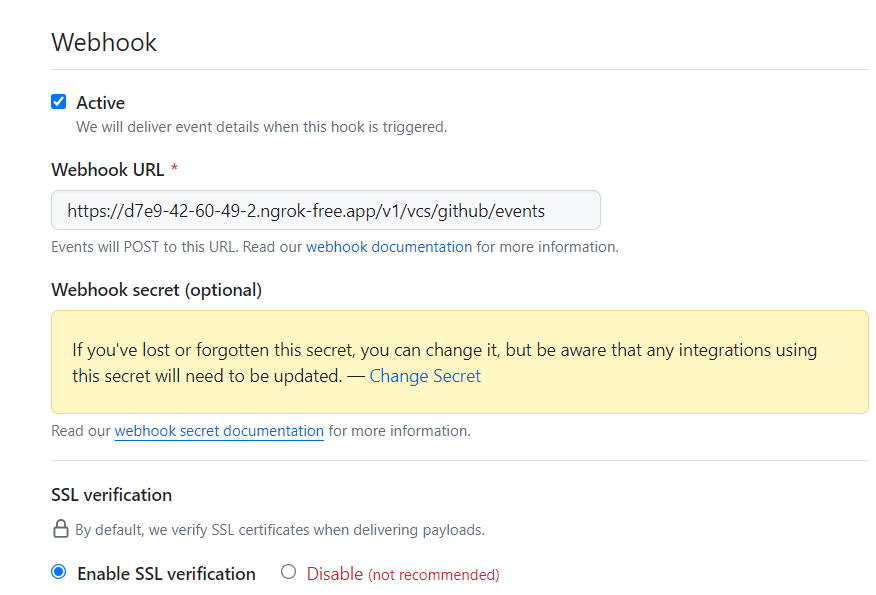 Webhook
Active
We will deliver event details when this hook is triggered.
Webhook URL *
https://d7e9-42-60-49-2.ngrok-free.app/v1/vcs/github/events
Events will POST to this URL. Read our webhook documentation for more information.
Webhook secret (optional)
If you've lost or forgotten this secret, you can change it, but be aware that any integrations using
this secret will need to be updated. — Change Secret
Read our webhook secret documentation for more information.
SSL verification
By default, we verify SSL certificates when delivering payloads.
Enable SSL verification Disable (not recommended)